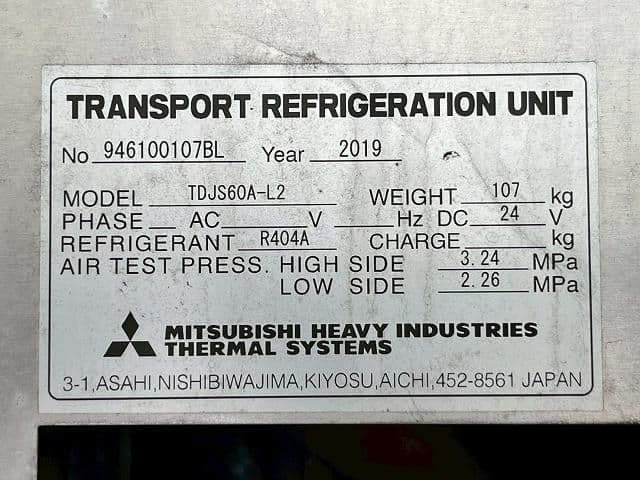 TRANSPORT REFRIGERATION UNIT
No 946100107BL Year 2019
MODEL TDJS60A-L2 WEIGHT 107 kg
PHASE AC V Hz DC 24 V
REFRIGERANT R404A CHARGE kg
AIR TEST PRESS. HIGH SIDE 3.24 MPa
LOW SIDE 2.26 MPa
MITSUBISHI HEAVY INDUSTRIES
THERMAL SYSTEMS
3-1,ASAHI,NISHIBIWAJIMA,KIYOSU,AICHI,452-8561 JAPAN